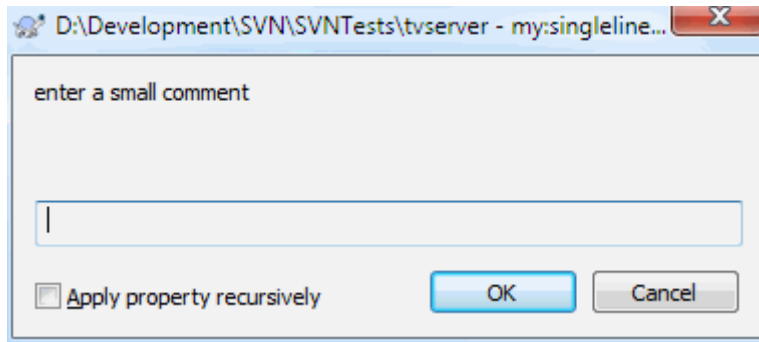 D:\Development\SVN\SVNTests\tvserver - my:singleline...
enter a small comment
Apply property recursively
OK
Cancel